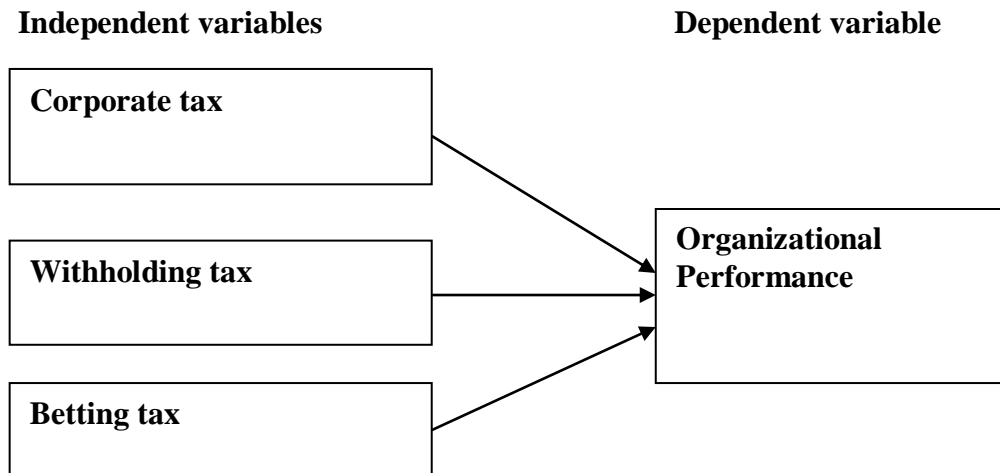 Independent variables
Dependent variable
Corporate tax
Withholding tax
Betting tax
Organizational
Performance